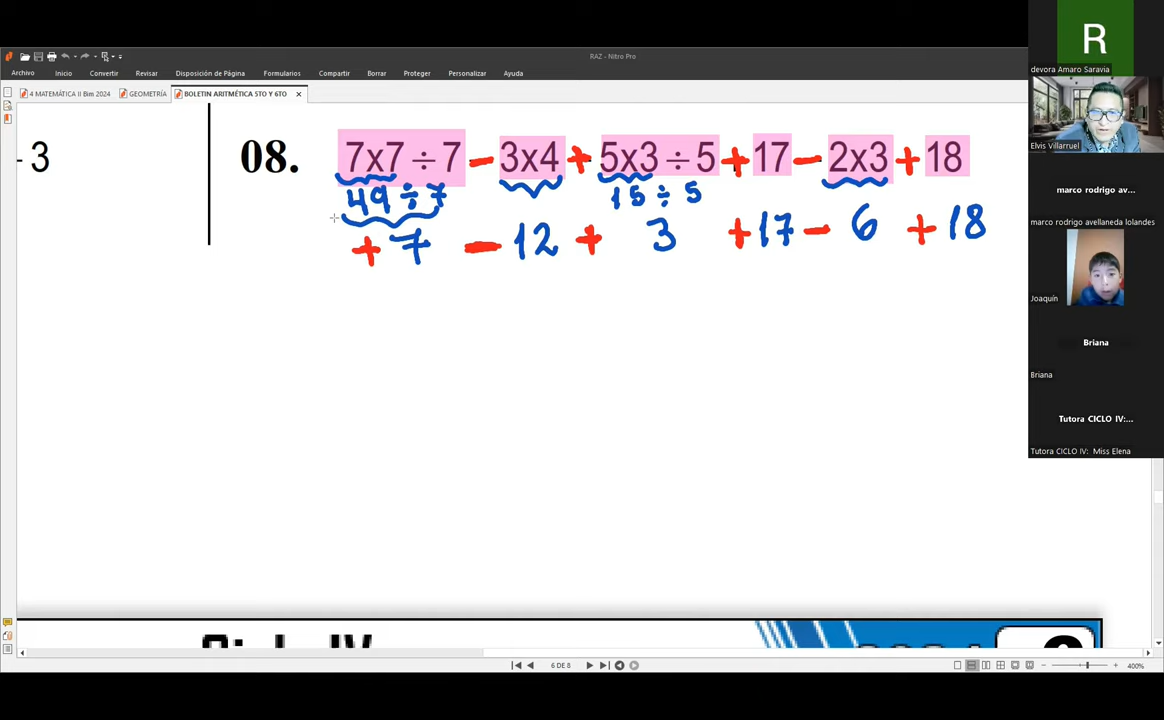 RAZ - Nitro Pro
Archivo Inicio Convertir Revisar Disposición de Página Formularios Compartir Borrar Proteger Personalizar Ayuda
4 MATEMÁTICA II Bim 2024 GEOMETRÍA BOLETIN ARITMÉTICA 5TO Y 6TO ×
- 3
08. 7x7 ÷ 7 - 3x4 + 5x3 ÷ 5 + 17 - 2x3 + 18
49 ÷ 7 15 ÷ 5
+ 7 - 12 + 3 + 17 - 6 + 18
6 DE 8
400%
R
devora Amaro Saravia
Elvis Villarruel
marco rodrigo av...
marco rodrigo avellaneda lolandes
Joaquín
Briana
Briana
Tutora CICLO IV:...
Tutora CICLO IV: Miss Elena